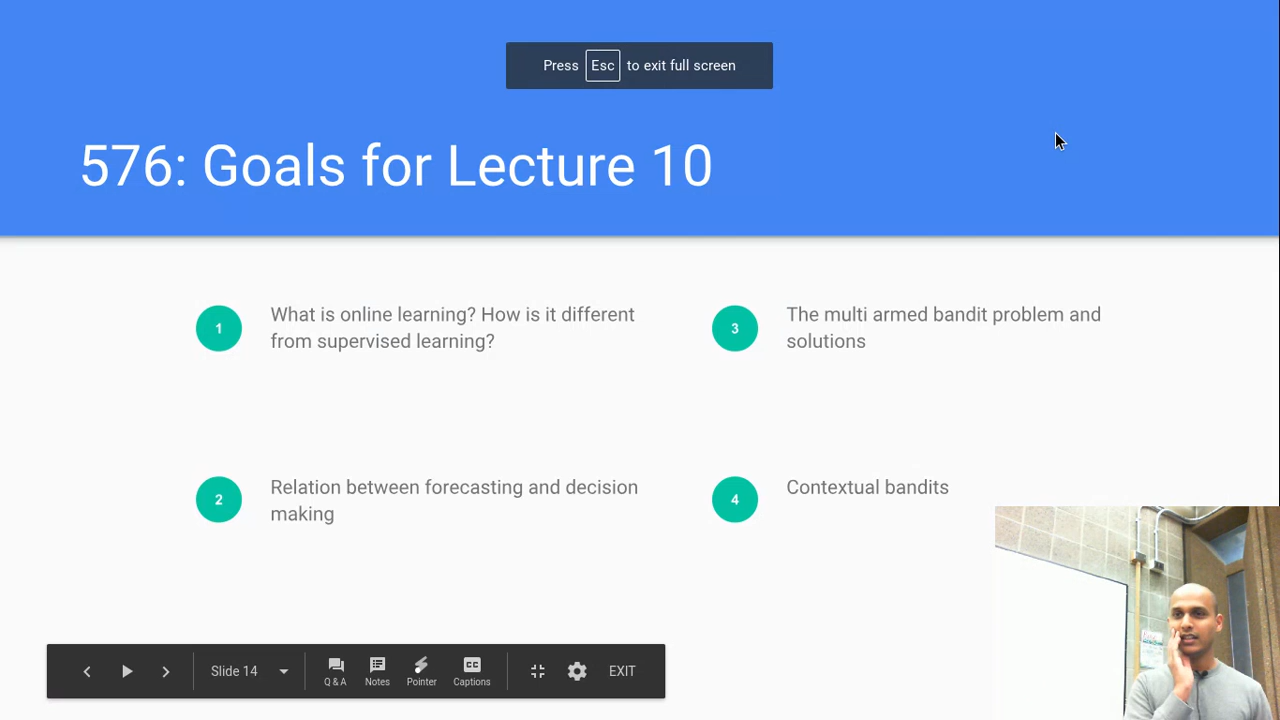 Press Esc to exit full screen
576: Goals for Lecture 10
1
What is online learning? How is it different
from supervised learning?
2
Relation between forecasting and decision
making
3
The multi armed bandit problem and
solutions
4
Contextual bandits
Slide 14
Q & A
Notes
Pointer
CC
Captions
EXIT